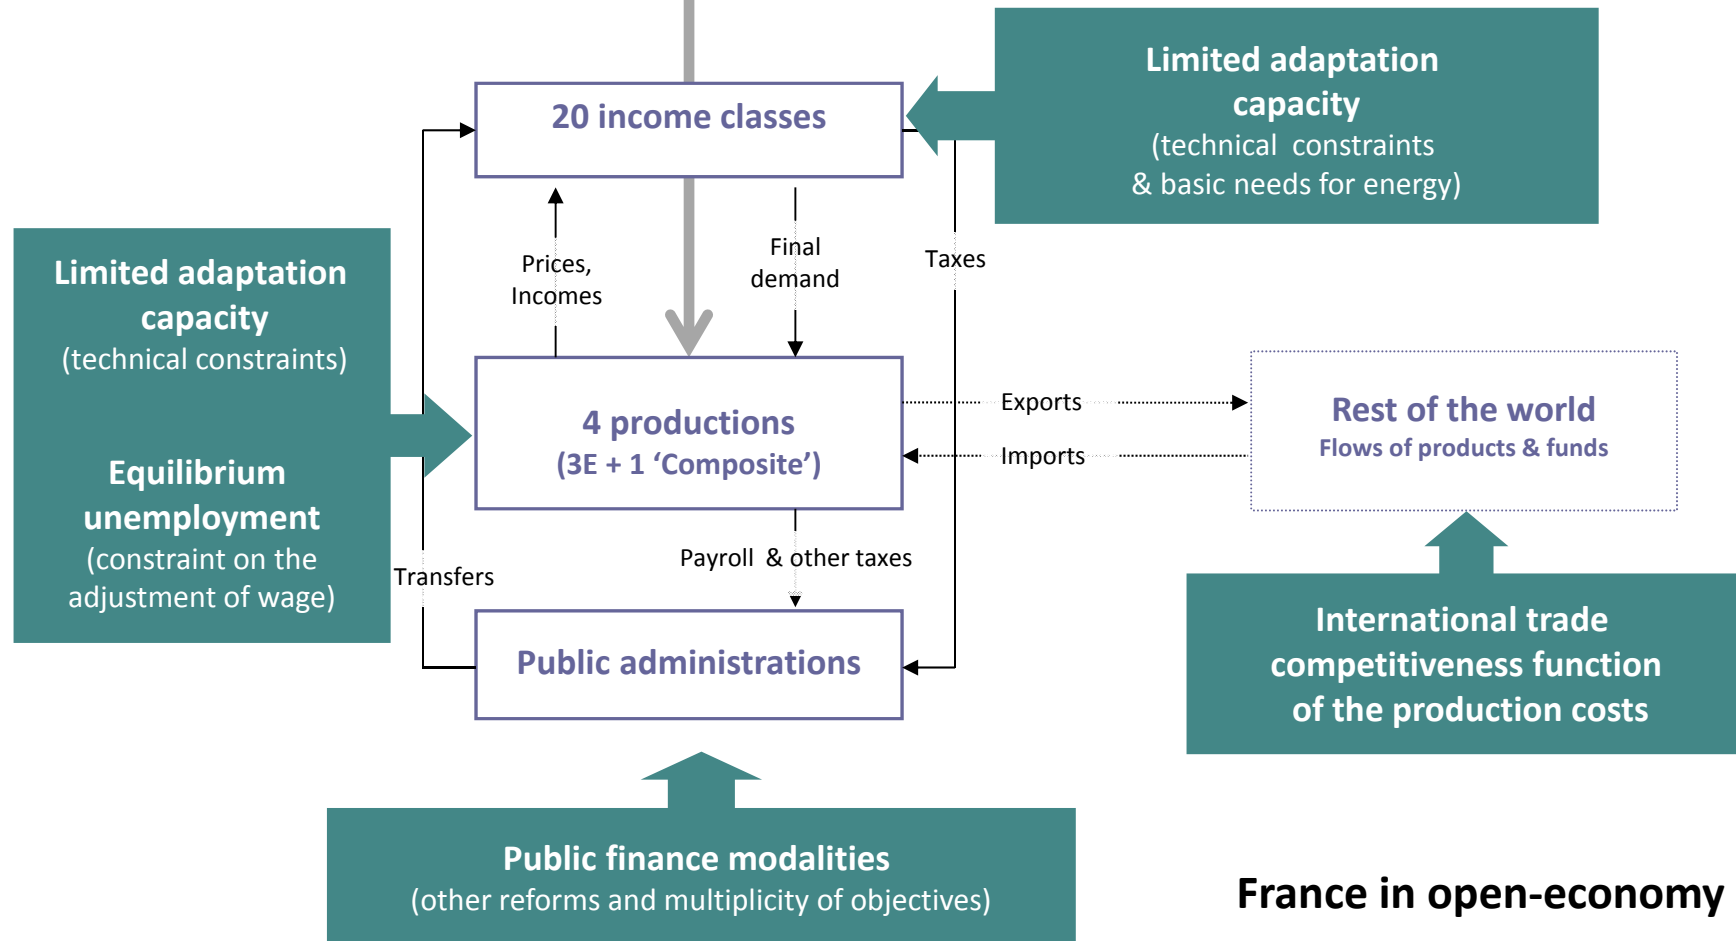 20 income classes
Limited adaptation
capacity
(technical constraints
& basic needs for energy)
Prices,
Incomes
Final
demand
Taxes
Limited adaptation
capacity
(technical constraints)
Equilibrium
unemployment
(constraint on the
adjustment of wage)
4 productions
(3E + 1 ‘Composite’)
Exports
Imports
Rest of the world
Flows of products & funds
Transfers
Payroll & other taxes
Public administrations
International trade
competitiveness function
of the production costs
Public finance modalities
(other reforms and multiplicity of objectives)
France in open-economy